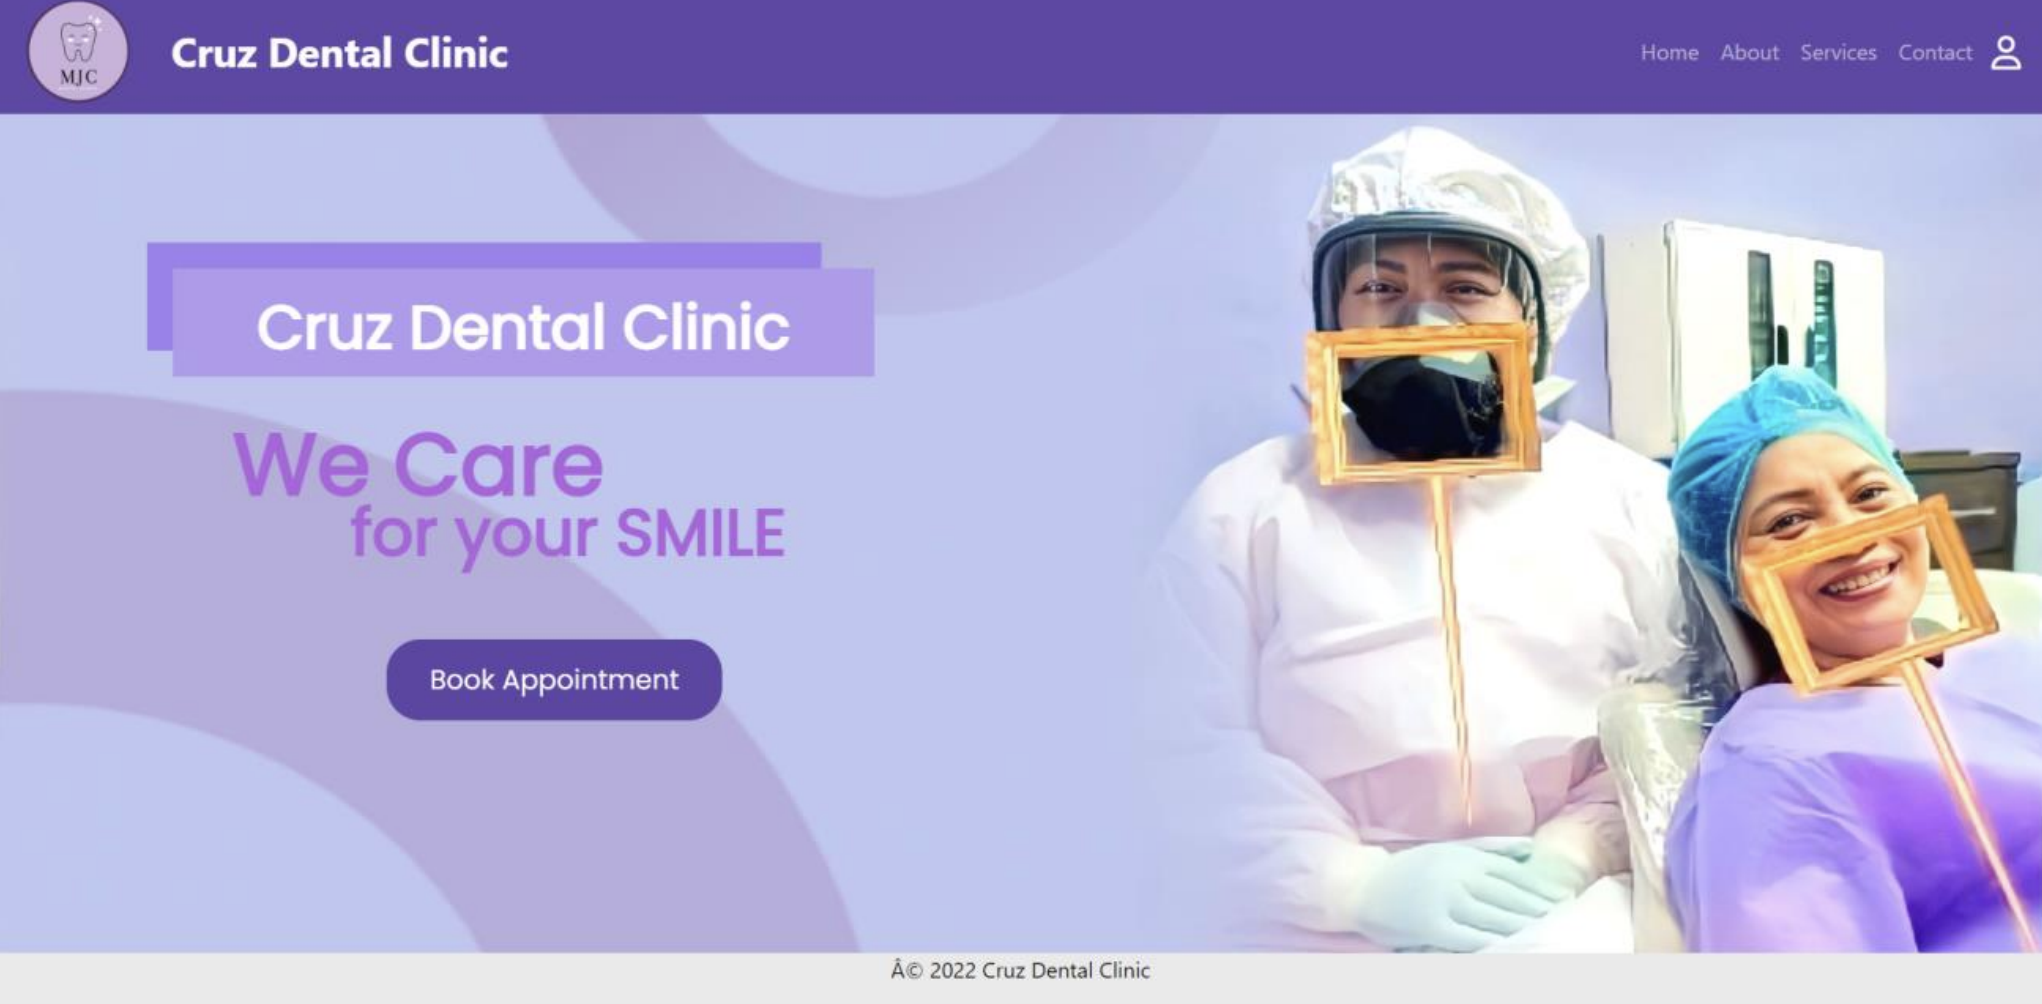 MJC
Cruz Dental Clinic
Home About Services Contact
Cruz Dental Clinic
We Care
for your SMILE
Book Appointment
Â© 2022 Cruz Dental Clinic